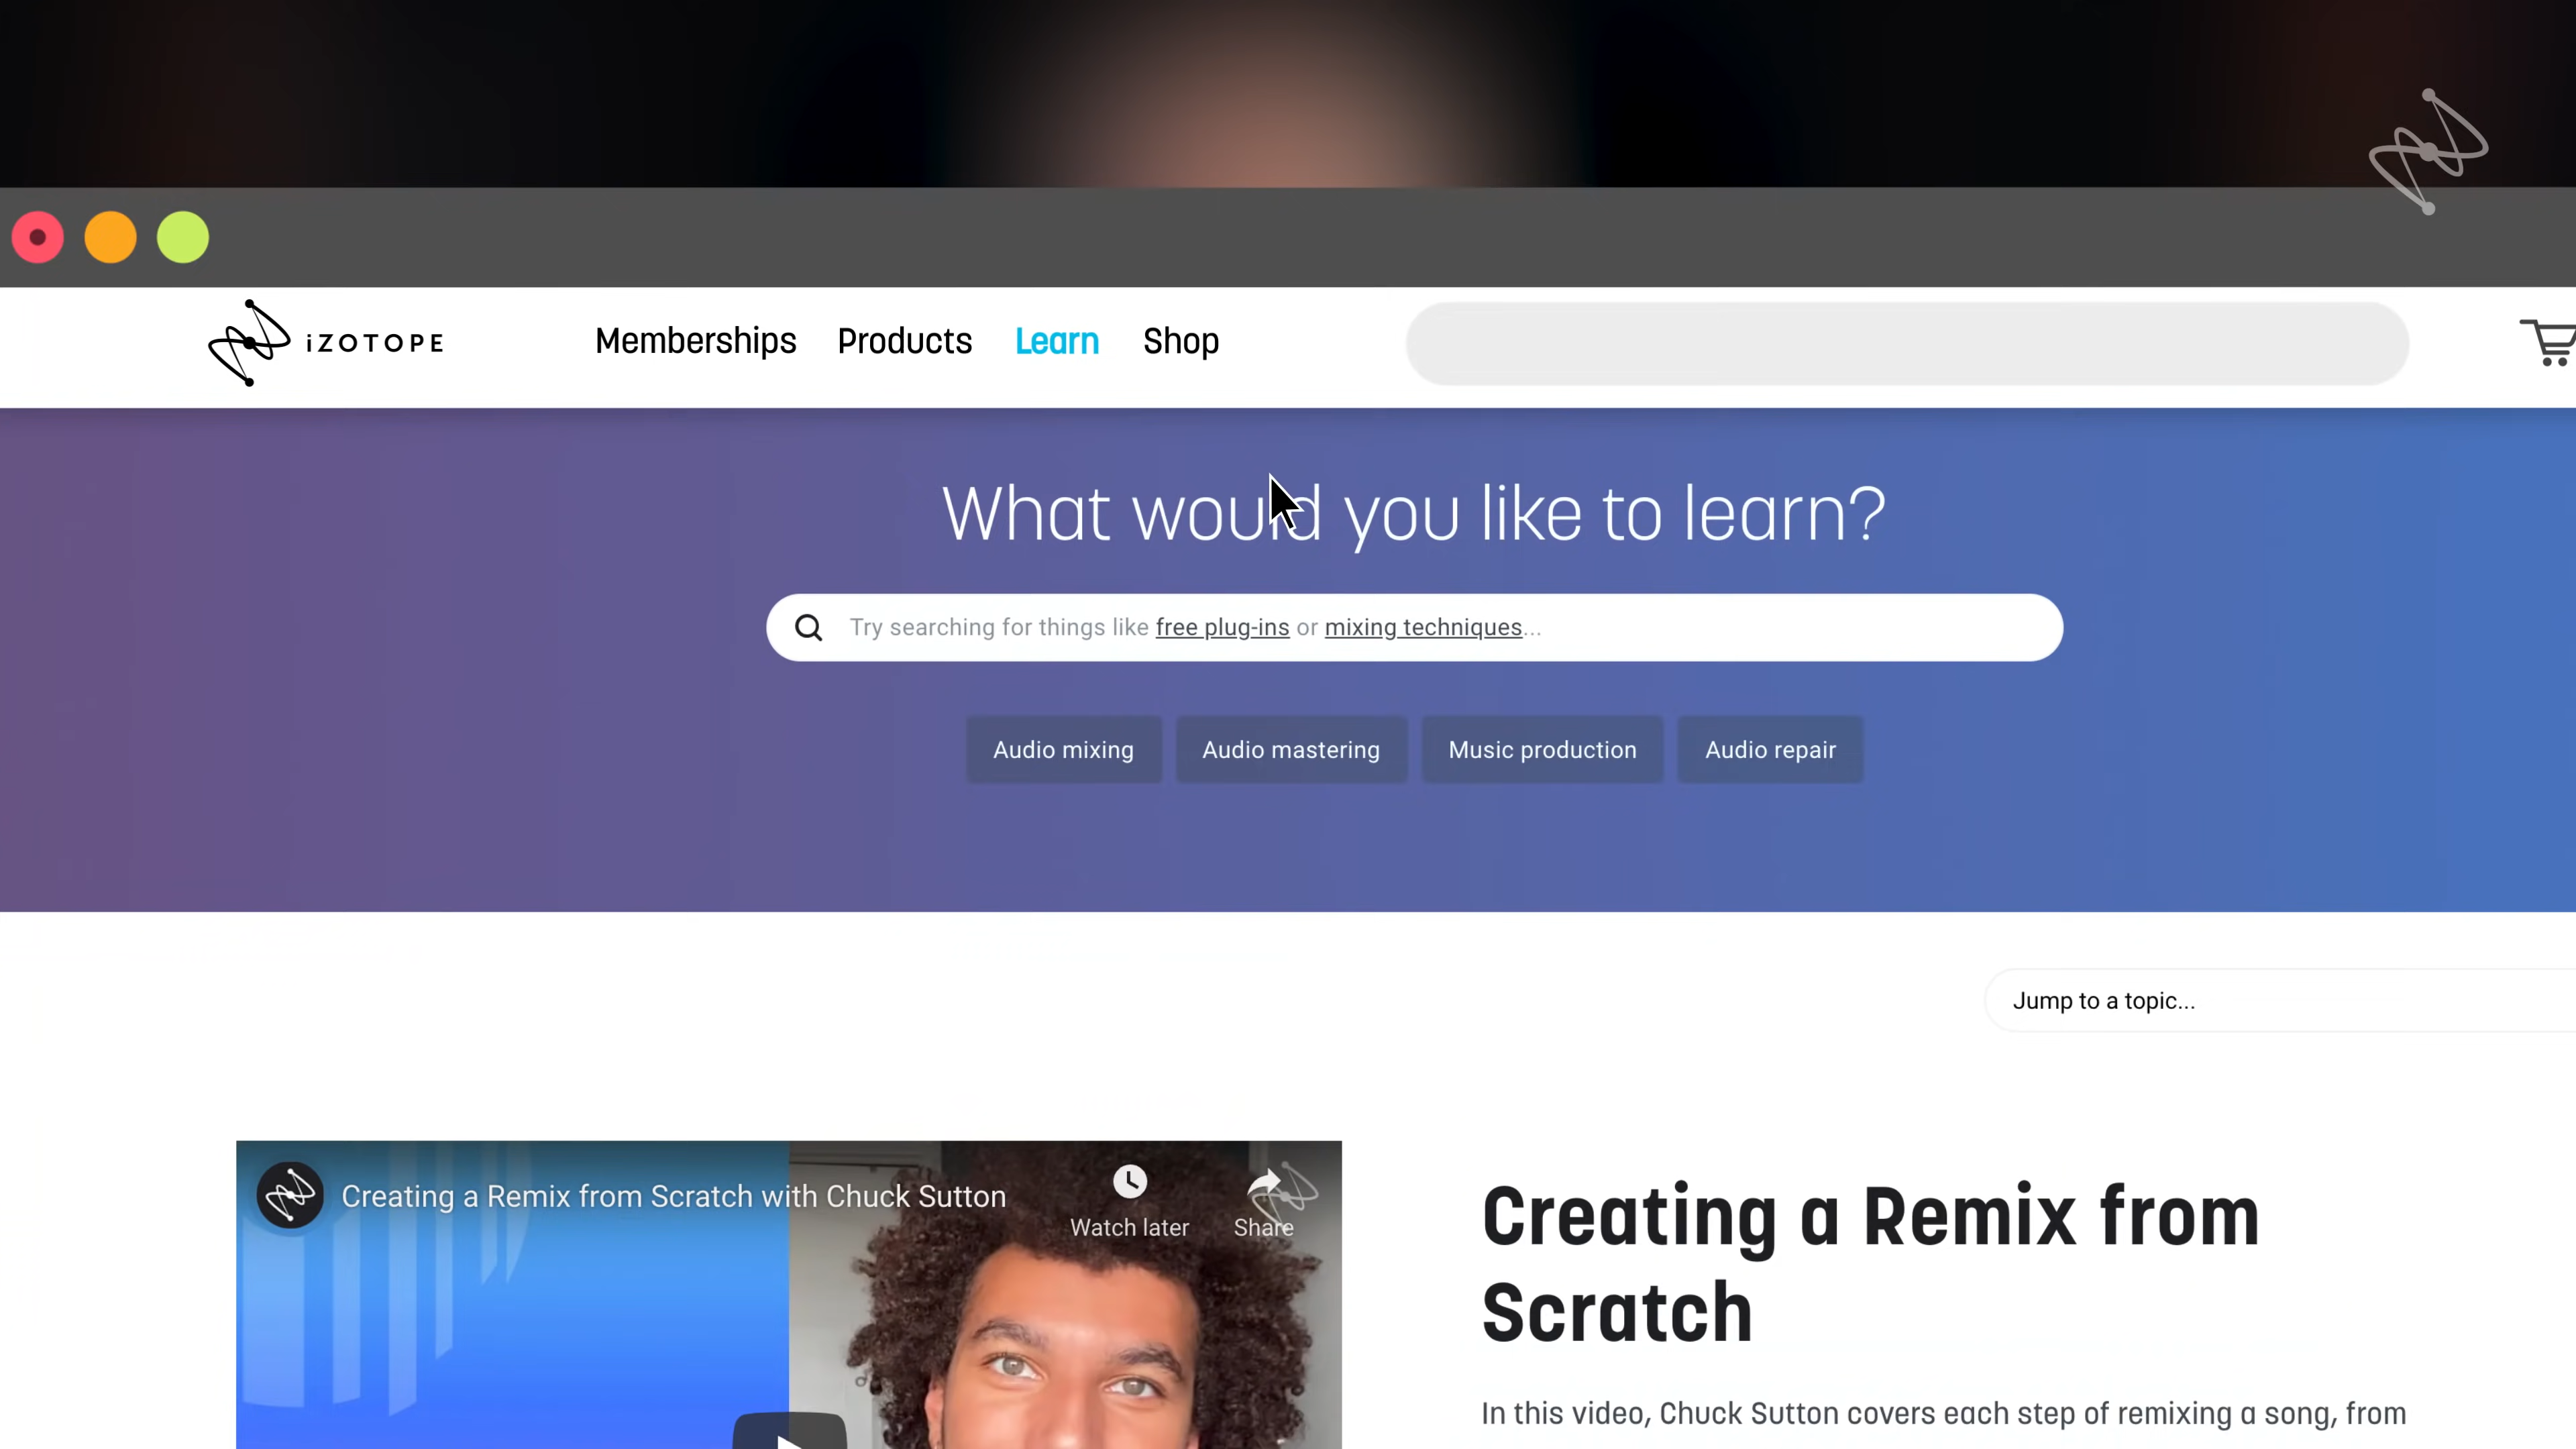 iZOTOPE
Memberships Products Learn Shop
What would you like to learn?
Try searching for things like free plug-ins or mixing techniques...
Audio mixing Audio mastering Music production Audio repair
Jump to a topic...
Creating a Remix from Scratch with Chuck Sutton
Watch later
Share
Creating a Remix from
Scratch
In this video, Chuck Sutton covers each step of remixing a song, from